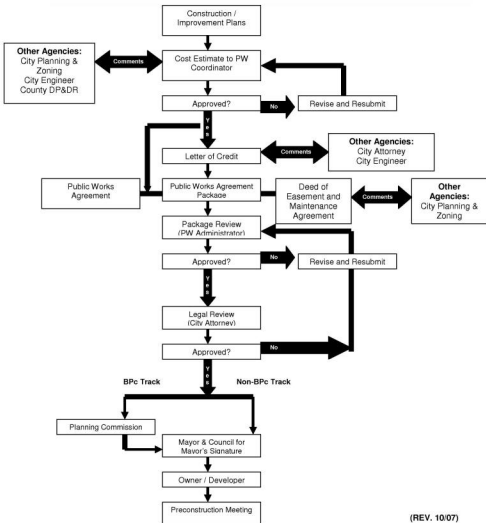 Construction /
Improvement Plans
Other Agencies:
City Planning &
Zoning
City Engineer
County DP&DR
Comments
Cost Estimate to PW
Coordinator
Approved?
No
Revise and Resubmit
Yes
Letter of Credit
Comments
Other Agencies:
City Attorney
City Engineer
Public Works
Agreement
Public Works Agreement
Package
Deed of
Easement and
Maintenance
Agreement
Comments
Other
Agencies:
City Planning &
Zoning
Package Review
(PW Administrator)
Approved?
No
Revise and Resubmit
Yes
Legal Review
(City Attorney)
Approved?
No
Yes
BPc Track
Non-BPc Track
Planning Commission
Mayor & Council for
Mayor's Signature
Owner / Developer
Preconstruction Meeting
(REV. 10/07)